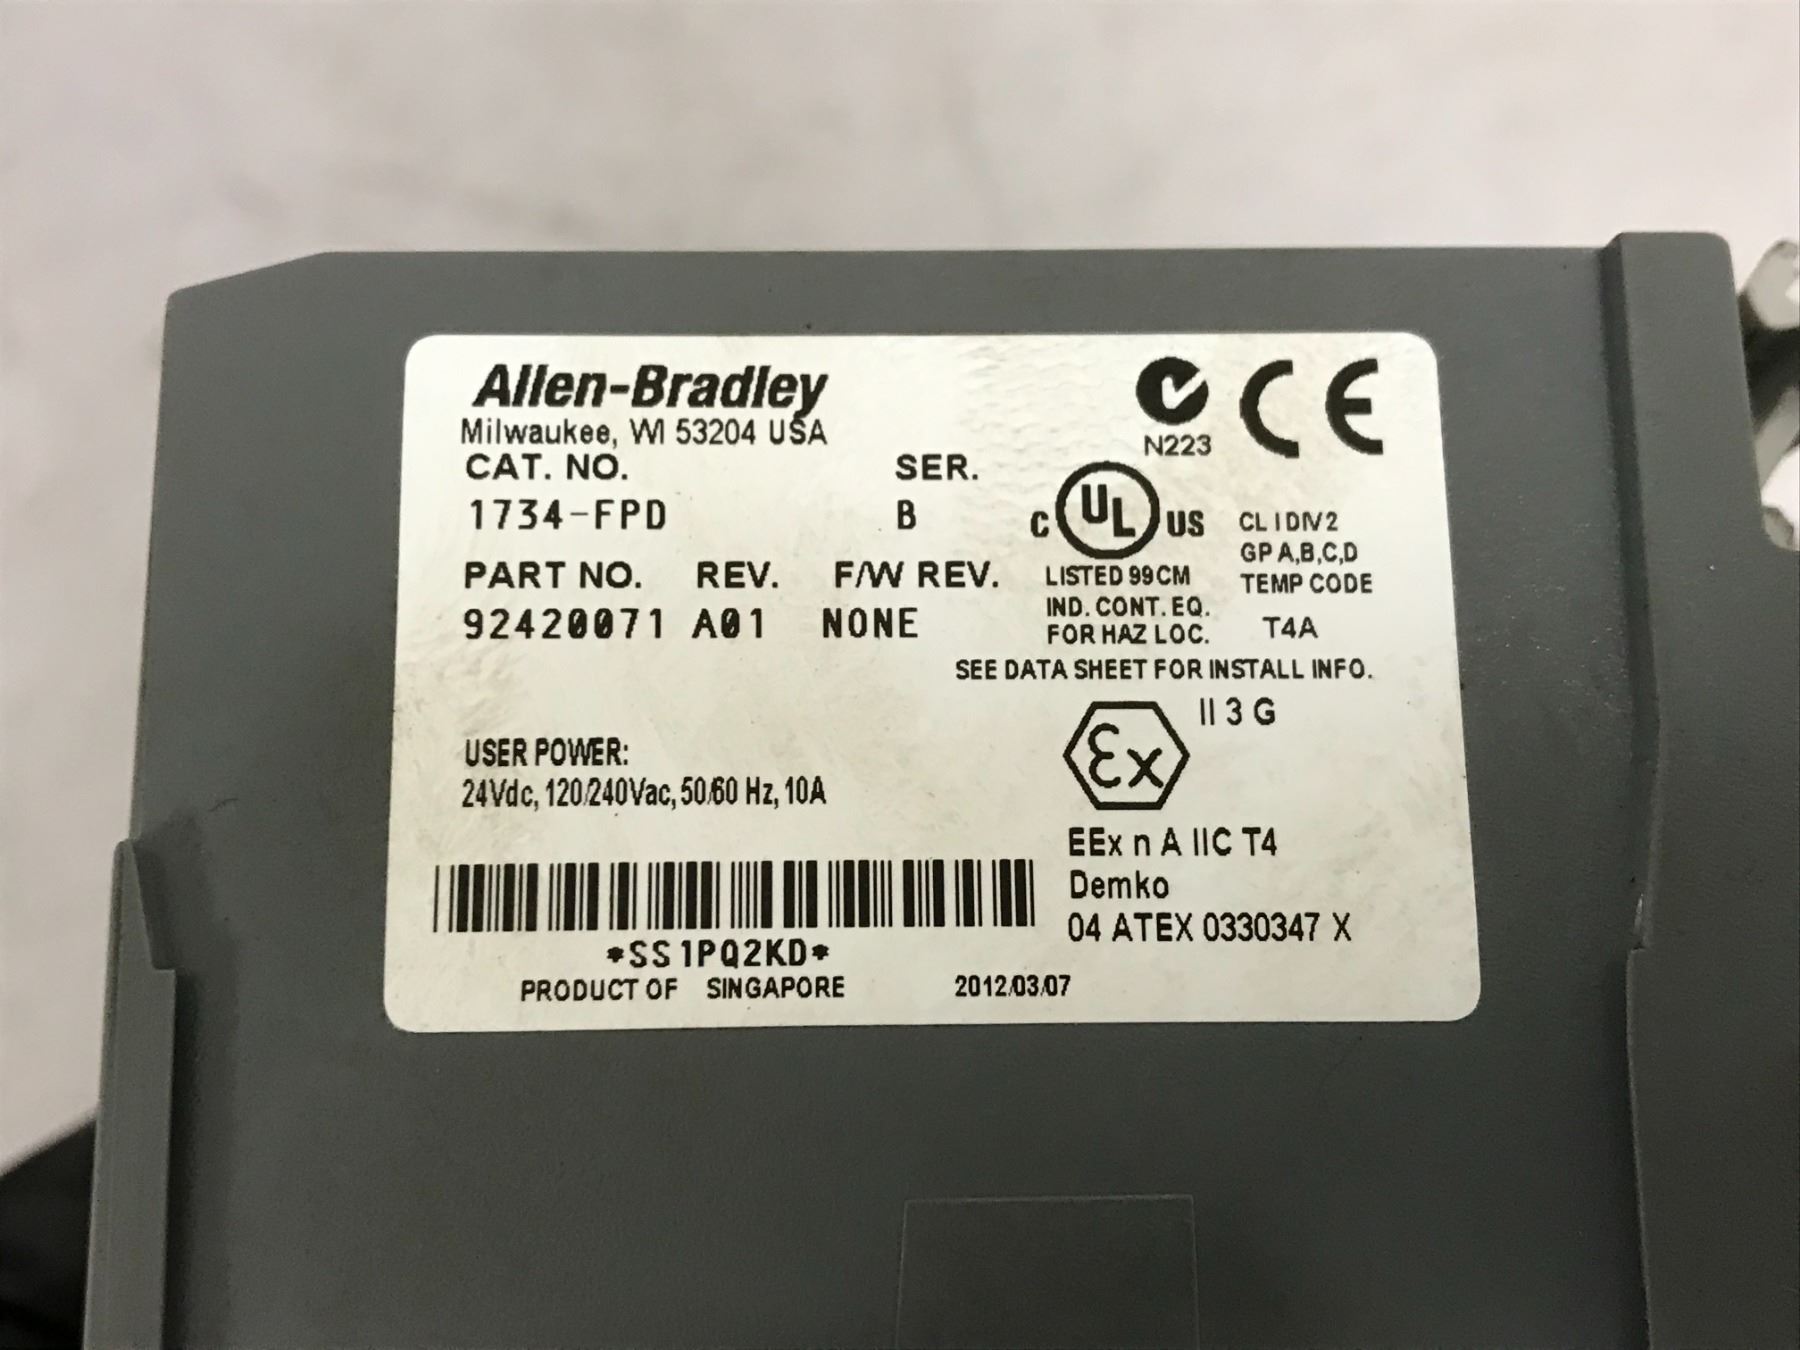 Allen-Bradley
Milwaukee, WI 53204 USA
CAT. NO. SER.
1734-FPD B
PART NO. REV. F/W REV.
92420071 A01 NONE
USER POWER:
24Vdc, 120/240Vac, 50/60 Hz, 10A
*SS1PQ2KD*
PRODUCT OF SINGAPORE 2012/03/07
N223
CE
C UL US
LISTED 99CM
IND. CONT. EQ.
FOR HAZ LOC.
CL I DIV 2
GP A,B,C,D
TEMP CODE
T4A
SEE DATA SHEET FOR INSTALL INFO.
Ex II 3 G
EEx n A IIC T4
Demko
04 ATEX 0330347 X